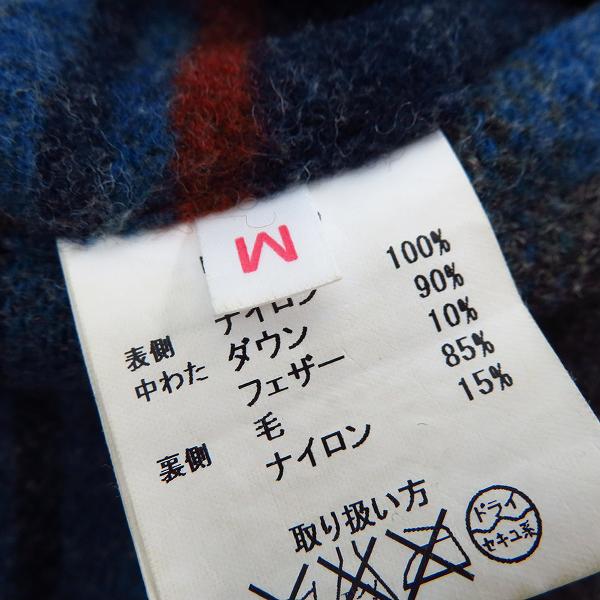 M
表側 ナイロン 100%
中わた ダウン 90%
フェザー 10%
裏側 毛 85%
ナイロン 15%
取り扱い方
ドライ
セキユ系